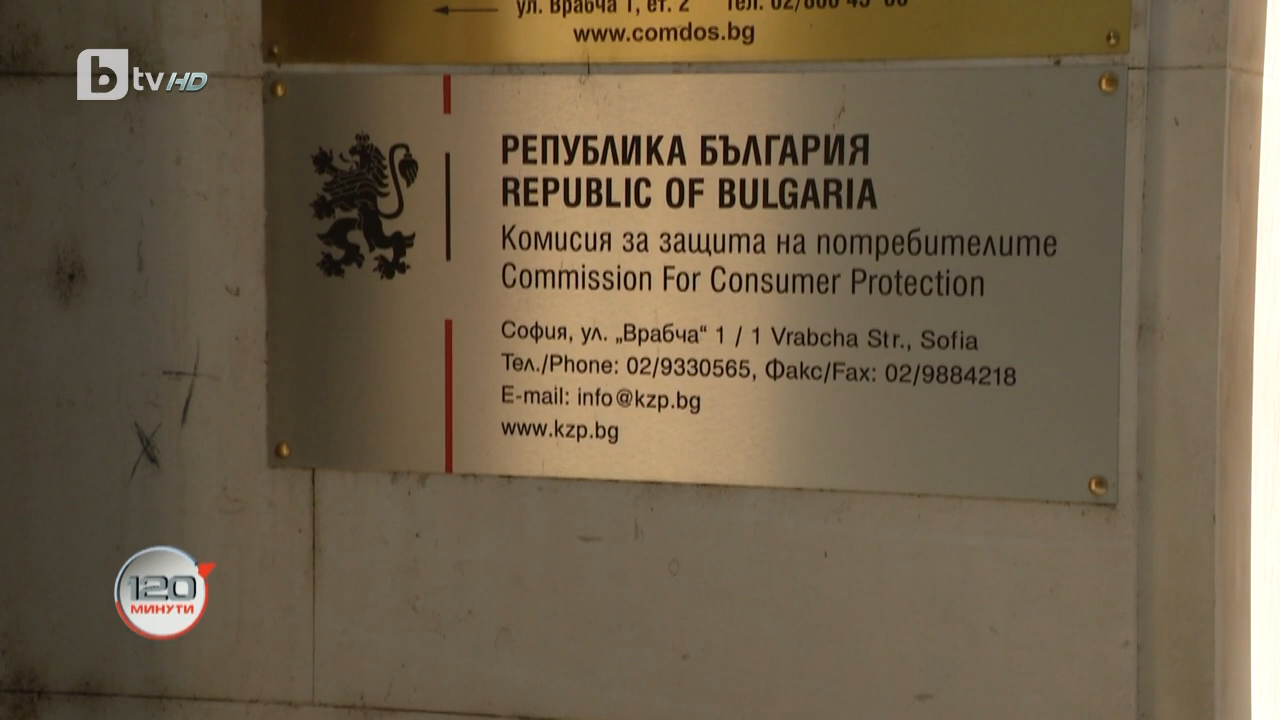 ул. Врабча 1, ет. 2
www.comdos.bg
btv HD
РЕПУБЛИКА БЪЛГАРИЯ
REPUBLIC OF BULGARIA
Комисия за защита на потребителите
Commission For Consumer Protection
София, ул. „Врабча“ 1 / 1 Vrabcha Str., Sofia
Тел./Phone: 02/9330565, Факс/Fax: 02/9884218
E-mail: info@kzp.bg
www.kzp.bg
120
МИНУТИ